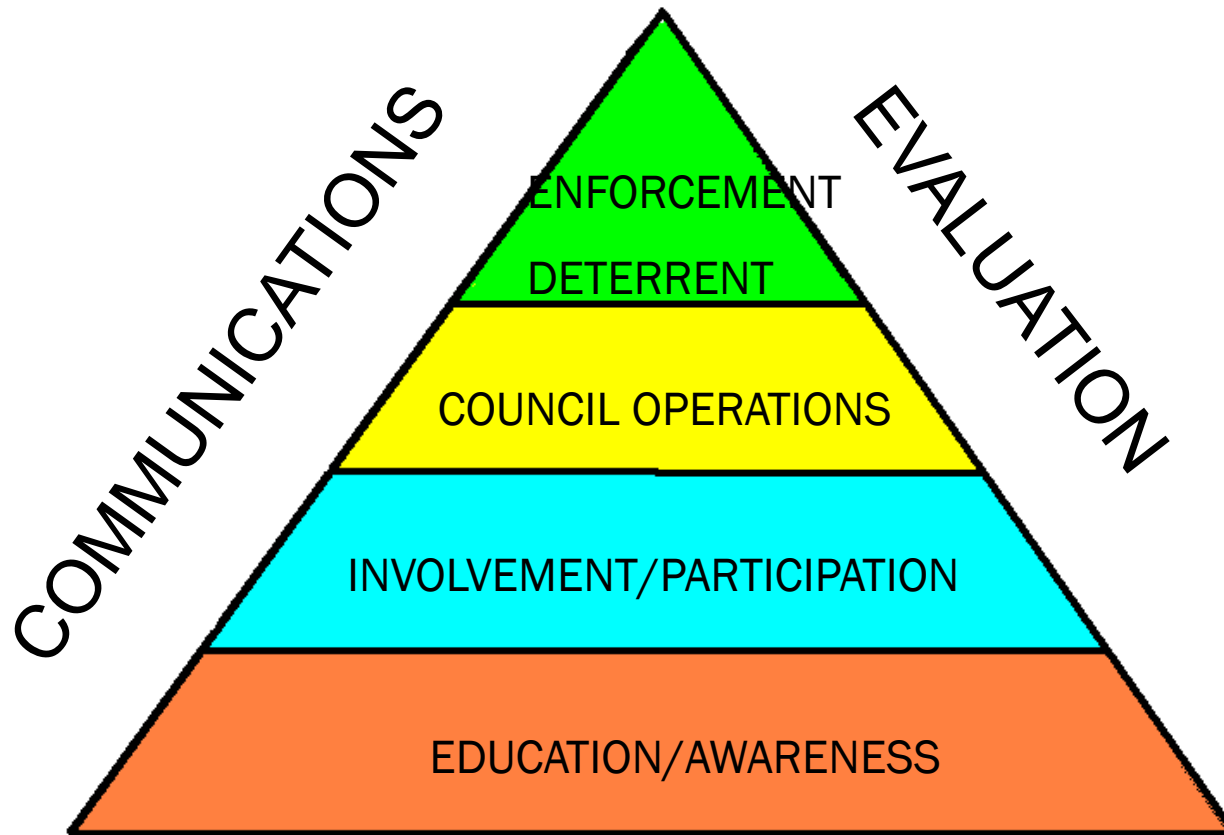 COMMUNICATIONS
EVALUATION
ENFORCEMENT
DETERRENT
COUNCIL OPERATIONS
INVOLVEMENT/PARTICIPATION
EDUCATION/AWARENESS